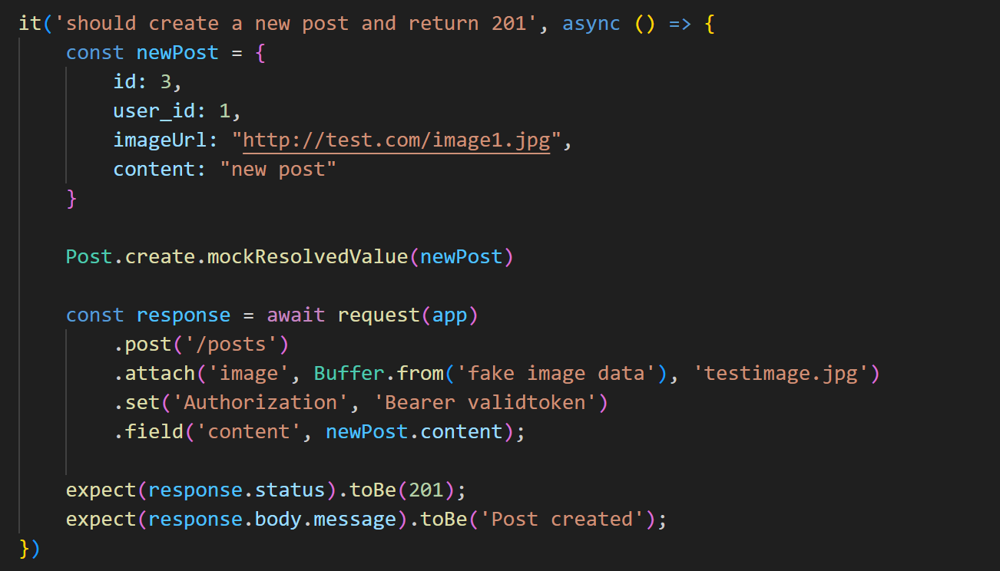 it('should create a new post and return 201', async () => {
    const newPost = {
        id: 3,
        user_id: 1,
        imageUrl: "http://test.com/image1.jpg",
        content: "new post"
    }

    Post.create.mockResolvedValue(newPost)

    const response = await request(app)
        .post('/posts')
        .attach('image', Buffer.from('fake image data'), 'testimage.jpg')
        .set('Authorization', 'Bearer validtoken')
        .field('content', newPost.content);

    expect(response.status).toBe(201);
    expect(response.body.message).toBe('Post created');
})